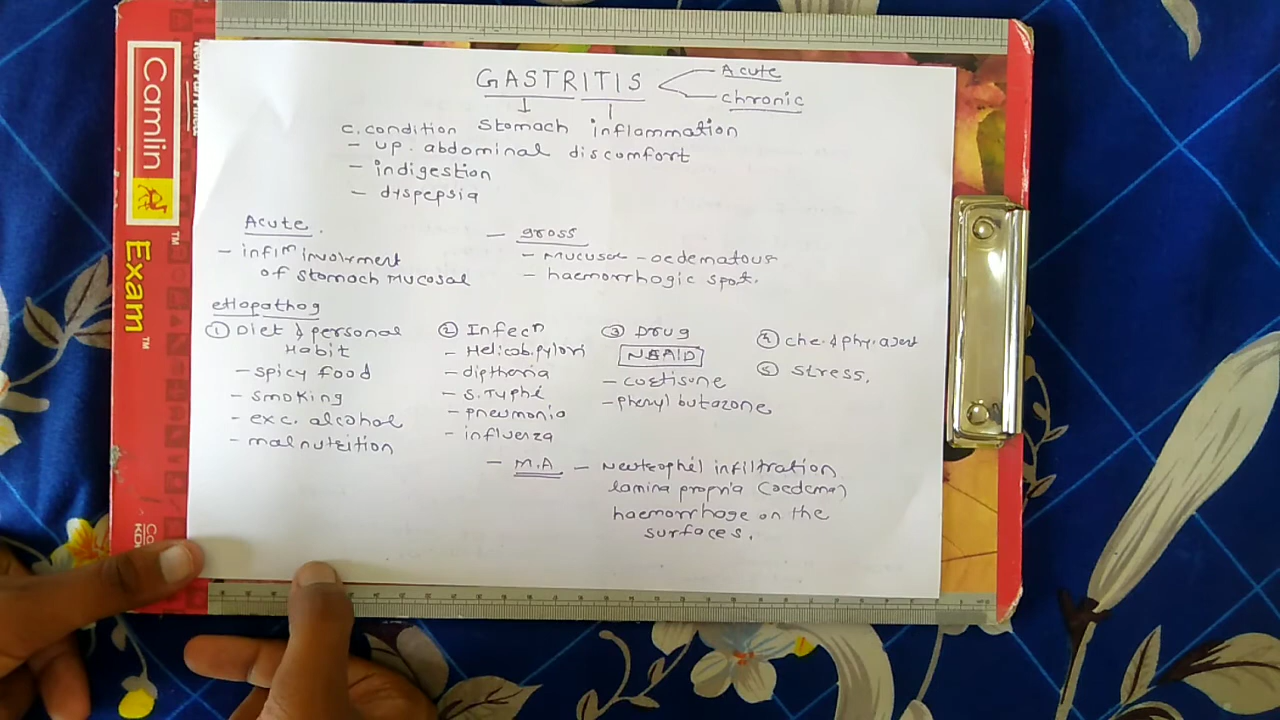 Camlin
Exam™
GASTRITIS
Acute
chronic
c.condition stomach inflammation
- up. abdominal discomfort
- indigestion
- dyspepsia
Acute.
- inflm involvment
of stomach mucosal
- gross
- mucusal - oedematous
- haemorrhagic spot.
etiopathog
① Diet & personal
Habit
- spicy food
- smoking
- exc. alcohol
- malnutrition
② Infecn
- Helicob.pylori
- diptheria
- S.Typhi
- pneumonia
- influenza
③ Drug
NSAID
- coztisone
- phenyl butazone
④ che. & phy. agent
⑤ stress.
- M.A - Neutrophil infiltration
lamina propria (oedema)
haemorrhage on the
surfaces.